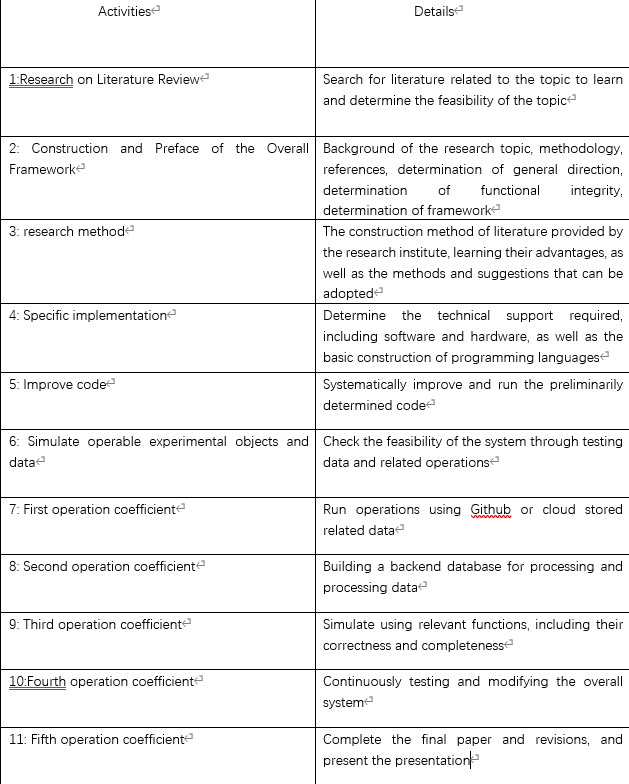 Activities Details
1:Research on Literature Review
Search for literature related to the topic to learn
and determine the feasibility of the topic
2: Construction and Preface of the Overall
Framework
Background of the research topic, methodology,
references, determination of general direction,
determination of functional integrity,
determination of framework
3: research method
The construction method of literature provided by
the research institute, learning their advantages, as
well as the methods and suggestions that can be
adopted
4: Specific implementation
Determine the technical support required,
including software and hardware, as well as the
basic construction of programming languages
5: Improve code
Systematically improve and run the preliminarily
determined code
6: Simulate operable experimental objects and
data
Check the feasibility of the system through testing
data and related operations
7: First operation coefficient
Run operations using Github or cloud stored
related data
8: Second operation coefficient
Building a backend database for processing and
processing data
9: Third operation coefficient
Simulate using relevant functions, including their
correctness and completeness
10:Fourth operation coefficient
Continuously testing and modifying the overall
system
11: Fifth operation coefficient
Complete the final paper and revisions, and
present the presentation